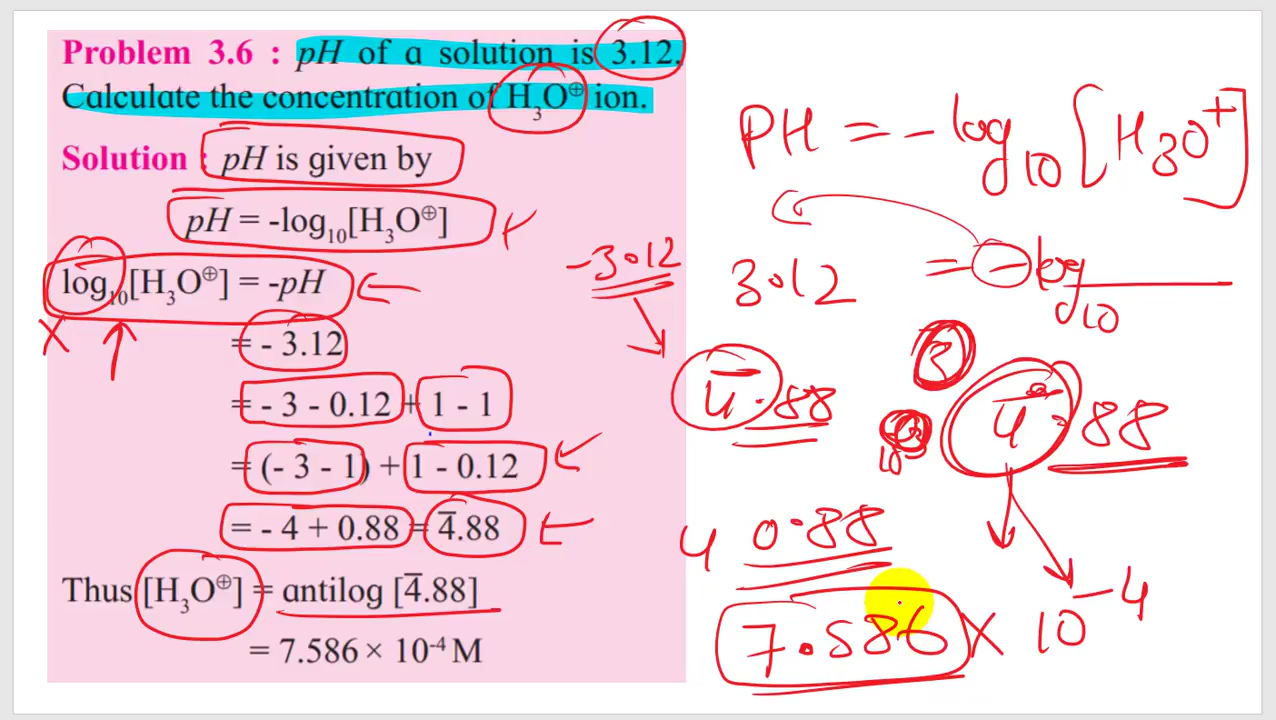 Problem 3.6 : pH of a solution is 3.12.
Calculate the concentration of H₃O⊕ ion.
Solution : pH is given by
pH = -log₁₀[H₃O⊕]
log₁₀[H₃O⊕] = -pH
= - 3.12
= - 3 - 0.12 + 1 - 1
= (- 3 - 1) + 1 - 0.12
= - 4 + 0.88 = 4̅.88
Thus [H₃O⊕] = antilog [4̅.88]
= 7.586 × 10⁻⁴ M
PH = - log₁₀ [H₃O⁺]
-3.12
3.12 = - log₁₀
4̅.88
4̅.88
10
4 0.88
7.586 × 10⁻⁴